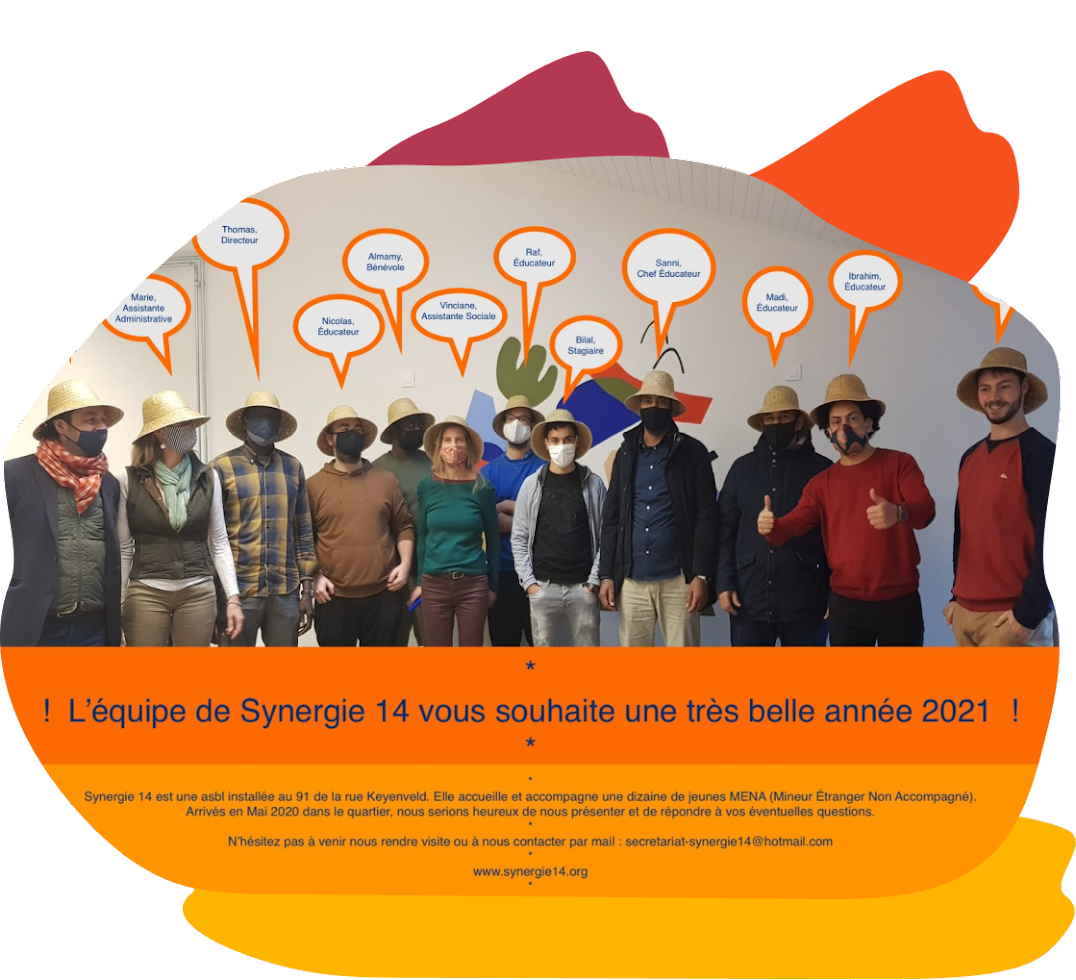 Thomas,
Directeur
Almamy,
Bénévole
Raf,
Éducateur
Sanni,
Chef Éducateur
Ibrahim,
Éducateur
Marie,
Assistante
Administrative
Nicolas,
Éducateur
Vinciane,
Assistante Sociale
Bilal,
Stagiaire
Madi,
Éducateur
*
! L’équipe de Synergie 14 vous souhaite une très belle année 2021 !
*
Synergie 14 est une asbl installée au 91 de la rue Keyenveld. Elle accueille et accompagne une dizaine de jeunes MENA (Mineur Étranger Non Accompagné).
Arrivés en Mai 2020 dans le quartier, nous serions heureux de nous présenter et de répondre à vos éventuelles questions.
N’hésitez pas à venir nous rendre visite ou à nous contacter par mail : secretariat-synergie14@hotmail.com
www.synergie14.org